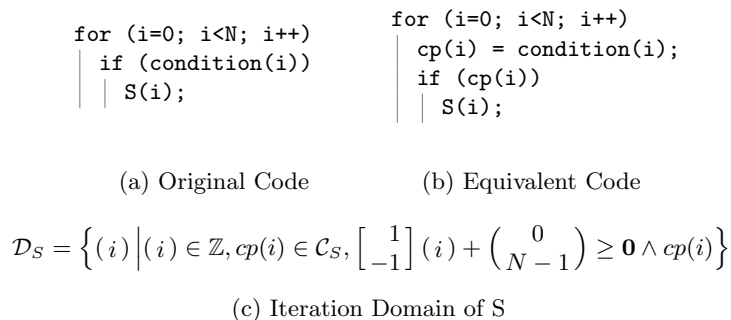 for (i=0; i<N; i++)
if (condition(i))
S(i);
(a) Original Code
for (i=0; i<N; i++)
cp(i) = condition(i);
if (cp(i))
S(i);
(b) Equivalent Code
𝒟_S = { ( i ) | ( i ) ∈ ℤ, cp(i) ∈ 𝒞_S, [ 1 -1 ] ( i ) + ( 0 N − 1 ) ≥ 0 ∧ cp(i) }
(c) Iteration Domain of S